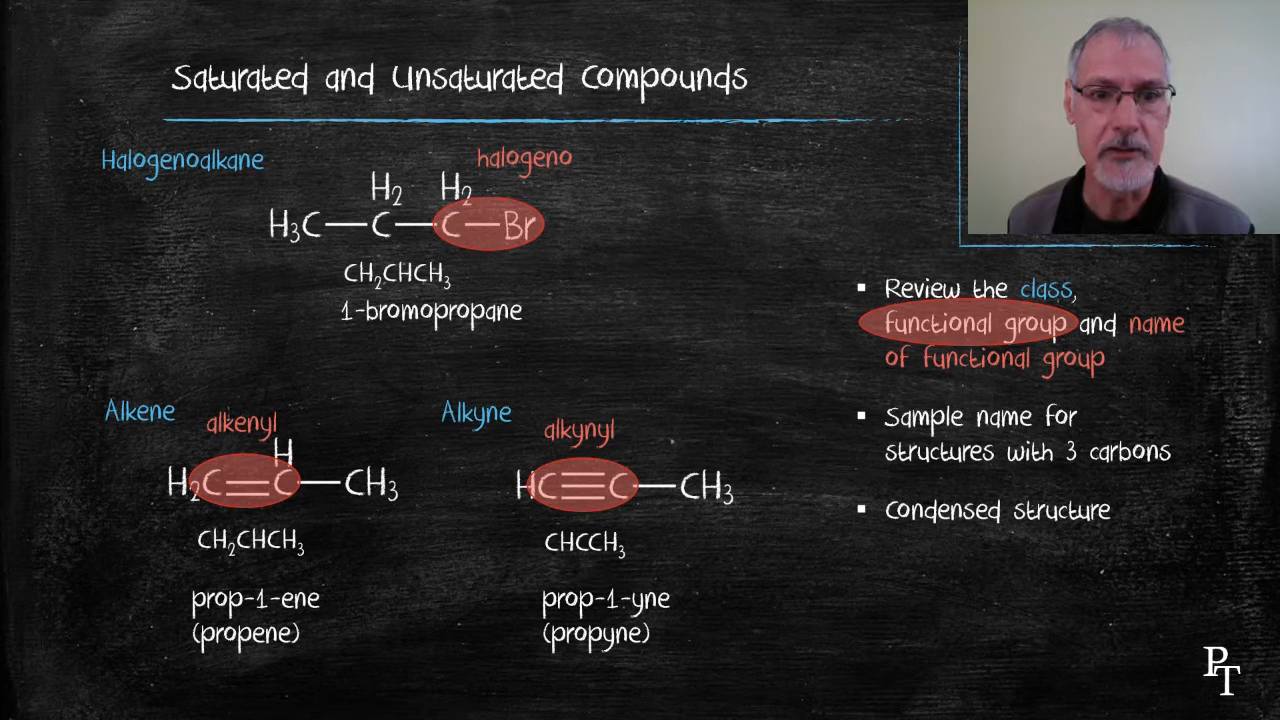 Saturated and Unsaturated Compounds
Halogenoalkane
halogeno
H₂ H₂
H₃C—C—C—Br
CH₂CHCH₃
1-bromopropane
Alkene
alkenyl
H
H₂C=C—CH₃
CH₂CHCH₃
prop-1-ene
(propene)
Alkyne
alkynyl
HC≡C—CH₃
CHCCH₃
prop-1-yne
(propyne)
▪ Review the class,
functional group and name
of functional group
▪ Sample name for
structures with 3 carbons
▪ Condensed structure
PT